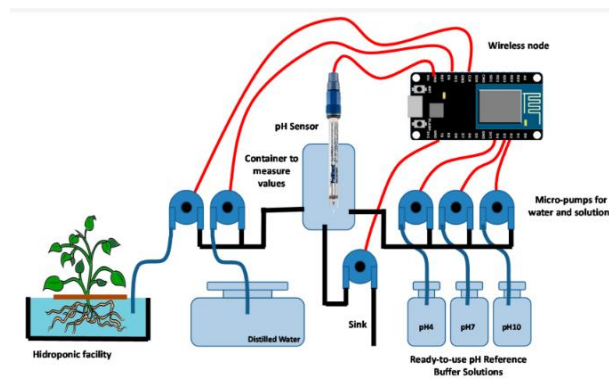 Wireless node
pH Sensor
Container to
measure
values
Micro-pumps for
water and solution
Sink
Distilled Water
pH4
pH7
pH10
Hidroponic facility
Ready-to-use pH Reference
Buffer Solutions